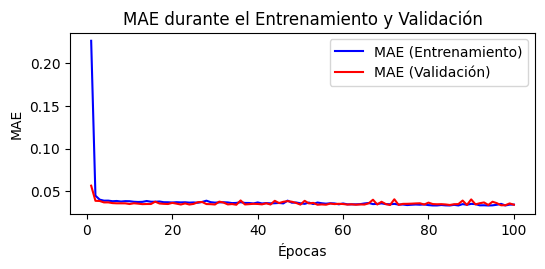 MAE durante el Entrenamiento y Validación
MAE (Entrenamiento)
MAE (Validación)
MAE
0.20
0.15
0.10
0.05
0
20
40
60
80
100
Épocas